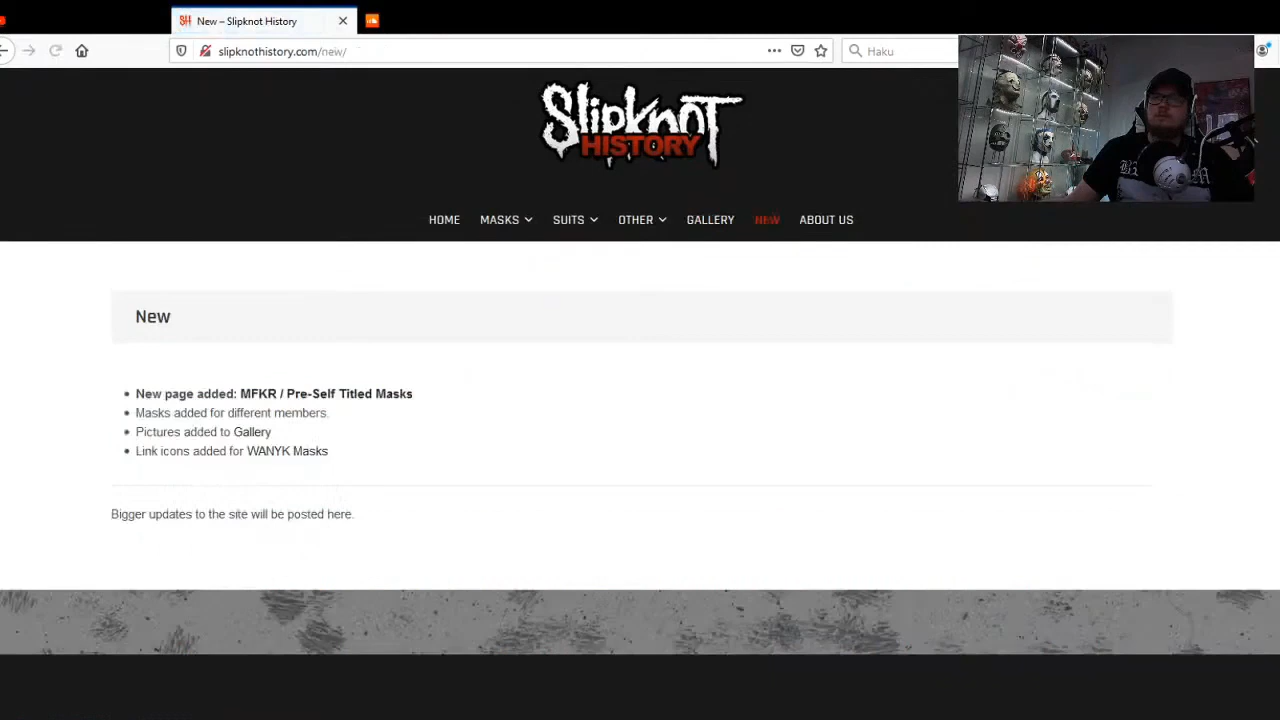 New – Slipknot History
slipknothistory.com/new/
Haku
SlipknoT
HISTORY
HOME MASKS SUITS OTHER GALLERY NEW ABOUT US
New
New page added: MFKR / Pre-Self Titled Masks
Masks added for different members.
Pictures added to Gallery
Link icons added for WANYK Masks
Bigger updates to the site will be posted here.